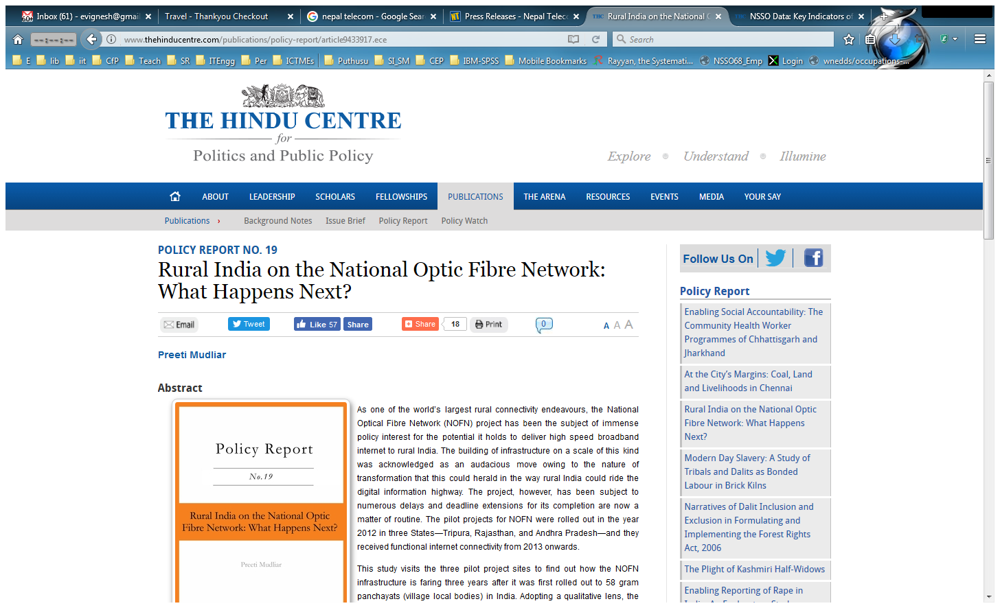 Inbox (61) - evignesh@gmai
Travel - Thankyou Checkout
nepal telecom - Google Sear
Press Releases - Nepal Telec
Rural India on the National O
NSSO Data: Key Indicators of
www.thehinducentre.com/publications/policy-report/article9433917.ece
Search
E
lib
iit
CfP
Teach
SR
ITEngg
Per
ICTMEs
Puthusu
SI_SM
CEP
IBM-SPSS
Mobile Bookmarks
Rayyan, the Systemati...
NSSO68_Emp
Login
wnedds/occupations-...
THE HINDU CENTRE
for
Politics and Public Policy
Explore Understand Illumine
ABOUT LEADERSHIP SCHOLARS FELLOWSHIPS PUBLICATIONS THE ARENA RESOURCES EVENTS MEDIA YOUR SAY
Publications › Background Notes Issue Brief Policy Report Policy Watch
POLICY REPORT NO. 19
Rural India on the National Optic Fibre Network:
What Happens Next?
Email Tweet Like 57 Share Share 18 Print 0 A A A
Preeti Mudliar
Abstract
Policy Report
No.19
Rural India on the National Optic
Fibre Network: What Happens Next?
Preeti Mudliar
As one of the world's largest rural connectivity endeavours, the National
Optical Fibre Network (NOFN) project has been the subject of immense
policy interest for the potential it holds to deliver high speed broadband
internet to rural India. The building of infrastructure on a scale of this kind
was acknowledged as an audacious move owing to the nature of
transformation that this could herald in the way rural India could ride the
digital information highway. The project, however, has been subject to
numerous delays and deadline extensions for its completion are now a
matter of routine. The pilot projects for NOFN were rolled out in the year
2012 in three States—Tripura, Rajasthan, and Andhra Pradesh—and they
received functional internet connectivity from 2013 onwards.
This study visits the three pilot project sites to find out how the NOFN
infrastructure is faring three years after it was first rolled out to 58 gram
panchayats (village local bodies) in India. Adopting a qualitative lens, the
Follow Us On
Policy Report
Enabling Social Accountability: The
Community Health Worker
Programmes of Chhattisgarh and
Jharkhand
At the City's Margins: Coal, Land
and Livelihoods in Chennai
Rural India on the National Optic
Fibre Network: What Happens
Next?
Modern Day Slavery: A Study of
Tribals and Dalits as Bonded
Labour in Brick Kilns
Narratives of Dalit Inclusion and
Exclusion in Formulating and
Implementing the Forest Rights
Act, 2006
The Plight of Kashmiri Half-Widows
Enabling Reporting of Rape in